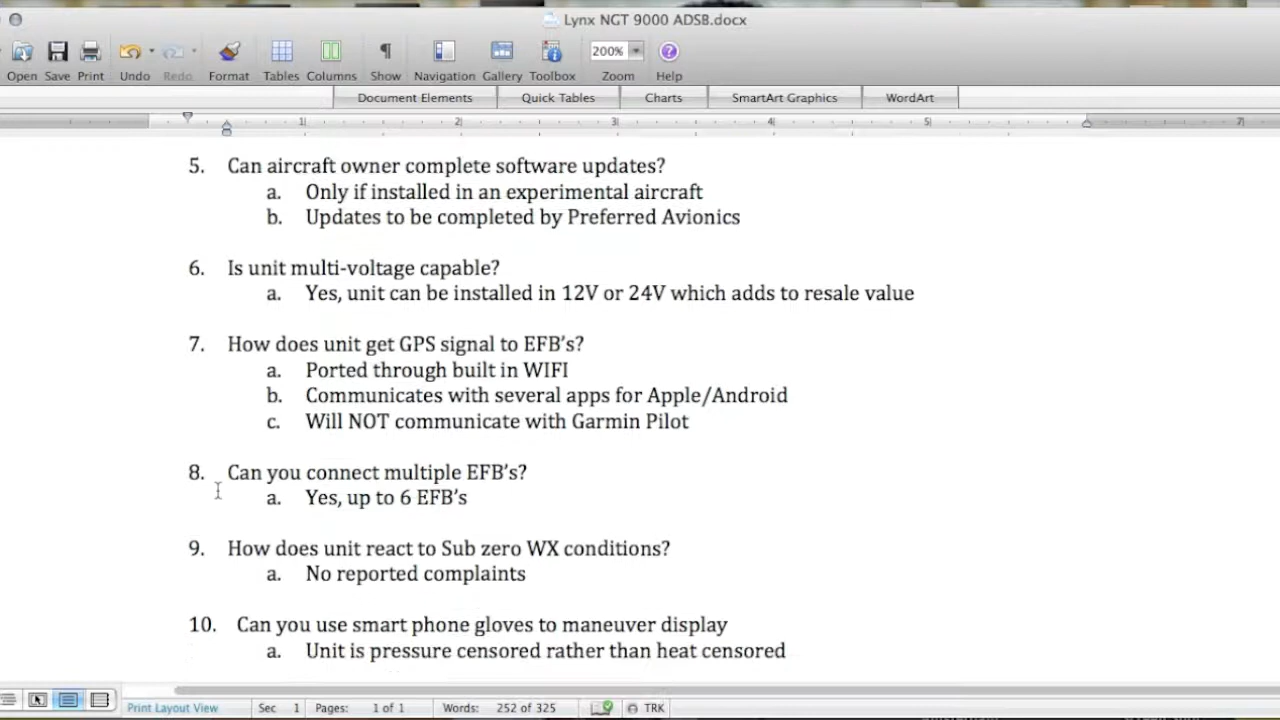 Lynx NGT 9000 ADSB.docx
200%
Open Save Print Undo Redo Format Tables Columns Show Navigation Gallery Toolbox Zoom Help
Document Elements Quick Tables Charts SmartArt Graphics WordArt
1 2 3 4 5 7
5. Can aircraft owner complete software updates?
a. Only if installed in an experimental aircraft
b. Updates to be completed by Preferred Avionics
6. Is unit multi-voltage capable?
a. Yes, unit can be installed in 12V or 24V which adds to resale value
7. How does unit get GPS signal to EFB's?
a. Ported through built in WIFI
b. Communicates with several apps for Apple/Android
c. Will NOT communicate with Garmin Pilot
8. Can you connect multiple EFB's?
a. Yes, up to 6 EFB's
9. How does unit react to Sub zero WX conditions?
a. No reported complaints
10. Can you use smart phone gloves to maneuver display
a. Unit is pressure censored rather than heat censored
Print Layout View Sec 1 Pages: 1 of 1 Words: 252 of 325 TRK